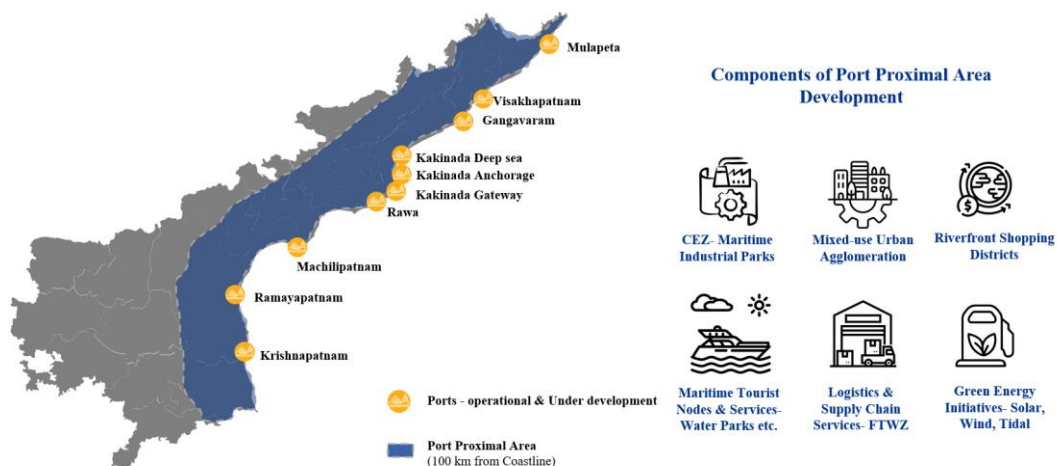 Mulapeta
Visakhapatnam
Gangavaram
Kakinada Deep sea
Kakinada Anchorage
Kakinada Gateway
Rawa
Machilipatnam
Ramayapatnam
Krishnapatnam
Ports - operational & Under development
Port Proximal Area
(100 km from Coastline)
Components of Port Proximal Area
Development
CEZ- Maritime
Industrial Parks
Mixed-use Urban
Agglomeration
Riverfront Shopping
Districts
Maritime Tourist
Nodes & Services-
Water Parks etc.
Logistics &
Supply Chain
Services- FTWZ
Green Energy
Initiatives- Solar,
Wind, Tidal